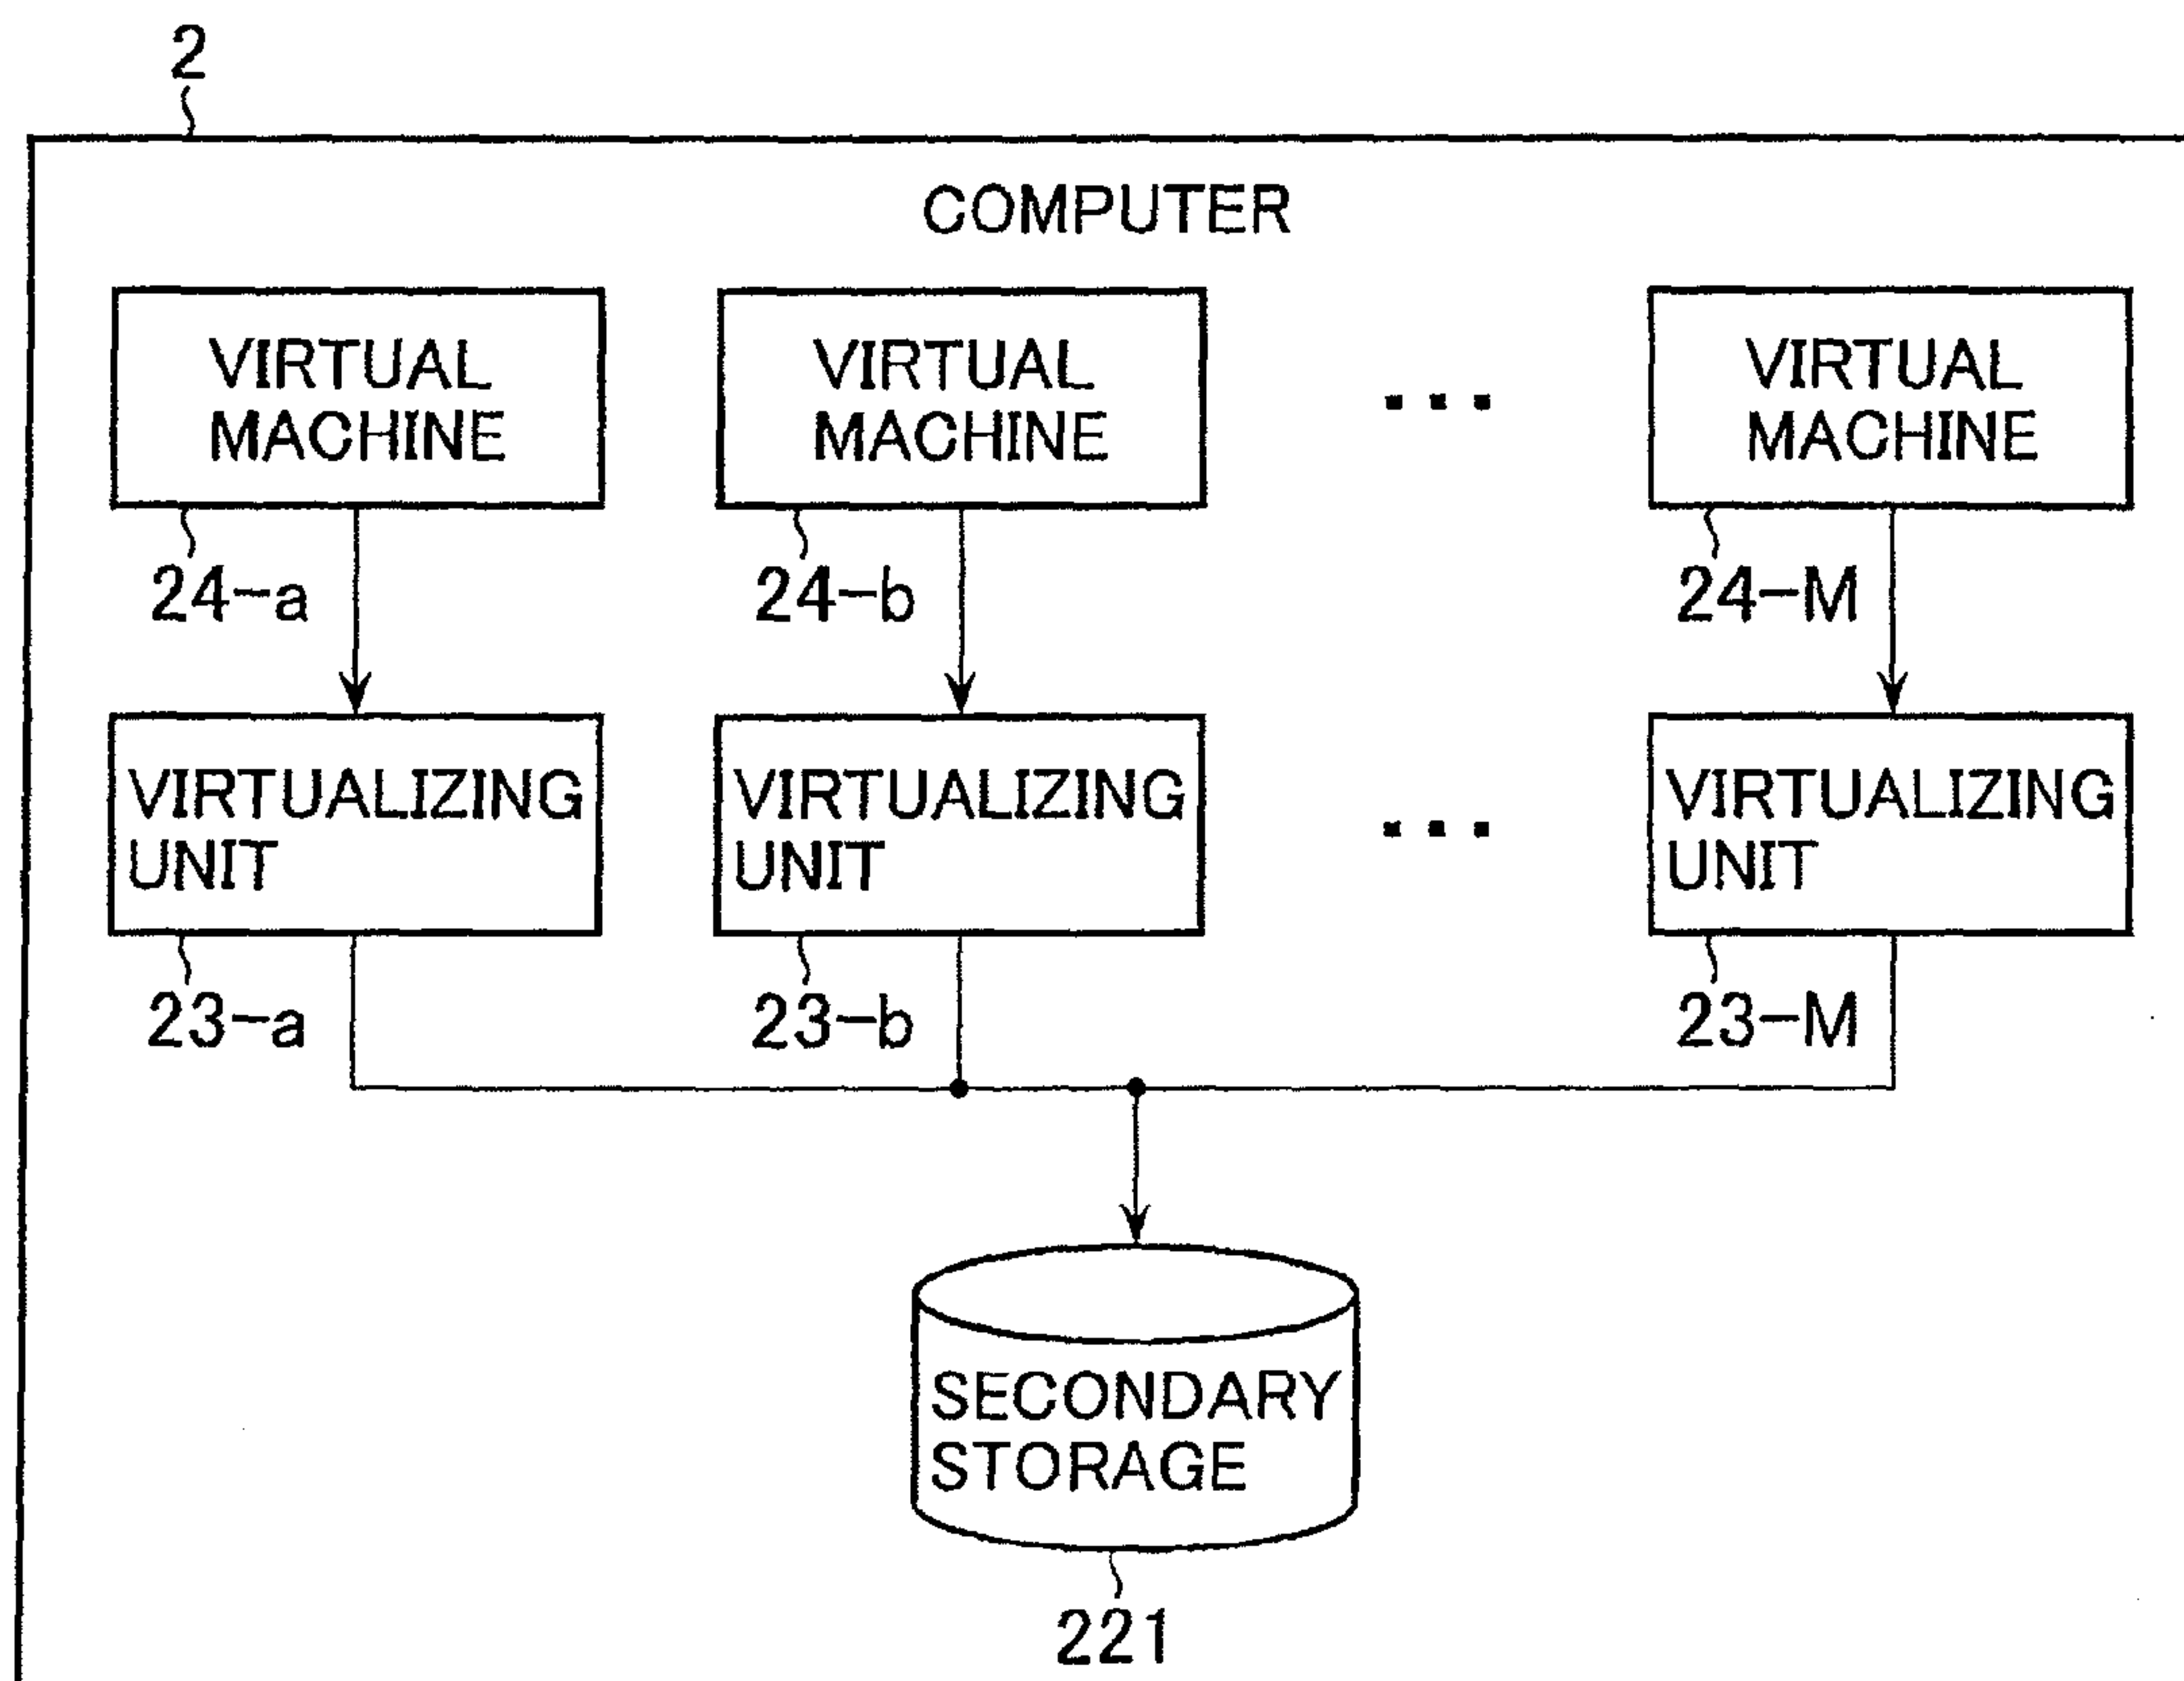 2
COMPUTER
VIRTUAL
MACHINE
VIRTUAL
MACHINE
...
VIRTUAL
MACHINE
24-a
24-b
24-M
VIRTUALIZING
UNIT
VIRTUALIZING
UNIT
...
VIRTUALIZING
UNIT
23-a
23-b
23-M
SECONDARY
STORAGE
221